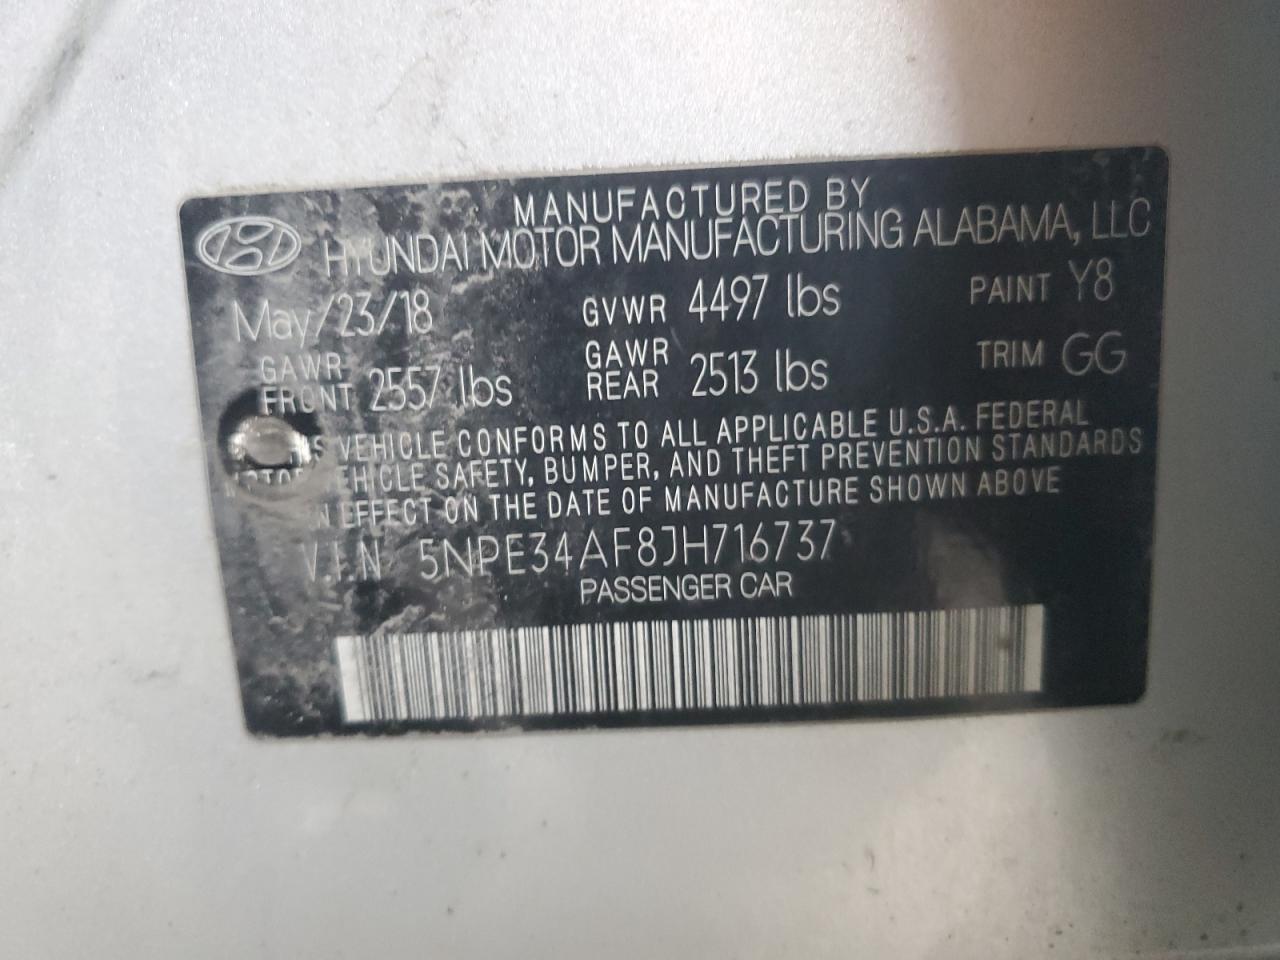 MANUFACTURED BY
HYUNDAI MOTOR MANUFACTURING ALABAMA, LLC
May/23/18 GVWR 4497 lbs PAINT Y8
GAWR FRONT 2557 lbs GAWR REAR 2513 lbs TRIM GG
VEHICLE CONFORMS TO ALL APPLICABLE U.S.A. FEDERAL
MOTOR VEHICLE SAFETY, BUMPER, AND THEFT PREVENTION STANDARDS
IN EFFECT ON THE DATE OF MANUFACTURE SHOWN ABOVE
V.I.N 5NPE34AF8JH716737
PASSENGER CAR